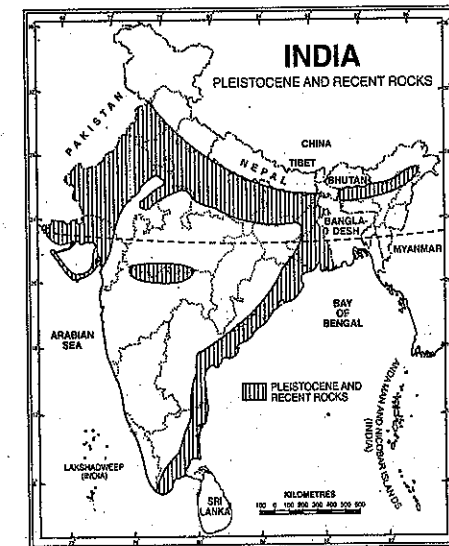 INDIA
PLEISTOCENE AND RECENT ROCKS
PAKISTAN
CHINA
TIBET
NEPAL
BHUTAN
BANGLA-
DESH
MYANMAR
ARABIAN
SEA
BAY
OF
BENGAL
PLEISTOCENE AND
RECENT ROCKS
ANDAMAN AND NICOBAR ISLANDS
(INDIA)
LAKSHADWEEP
(INDIA)
SRI
LANKA
KILOMETRES